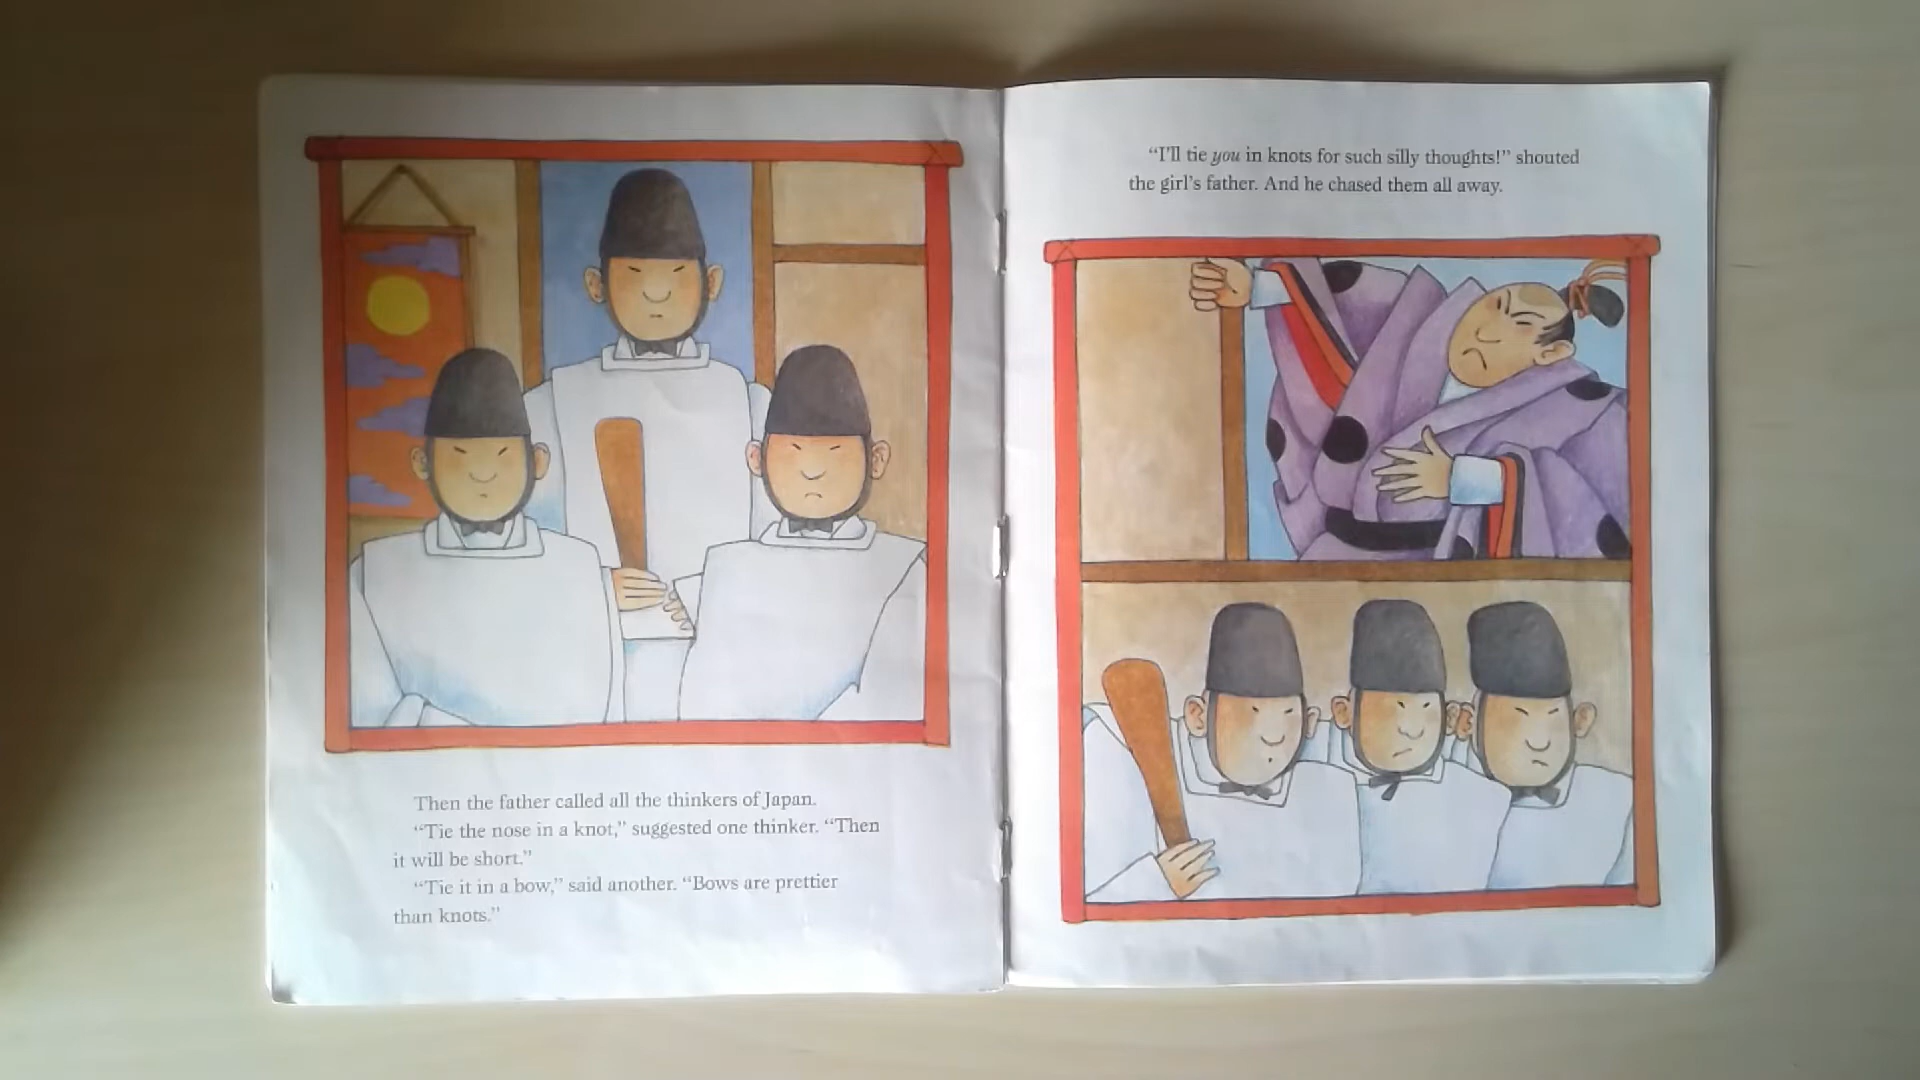 Then the father called all the thinkers of Japan.
“Tie the nose in a knot,” suggested one thinker. “Then
it will be short.”
“Tie it in a bow,” said another. “Bows are prettier
than knots.”
“I’ll tie you in knots for such silly thoughts!” shouted
the girl’s father. And he chased them all away.